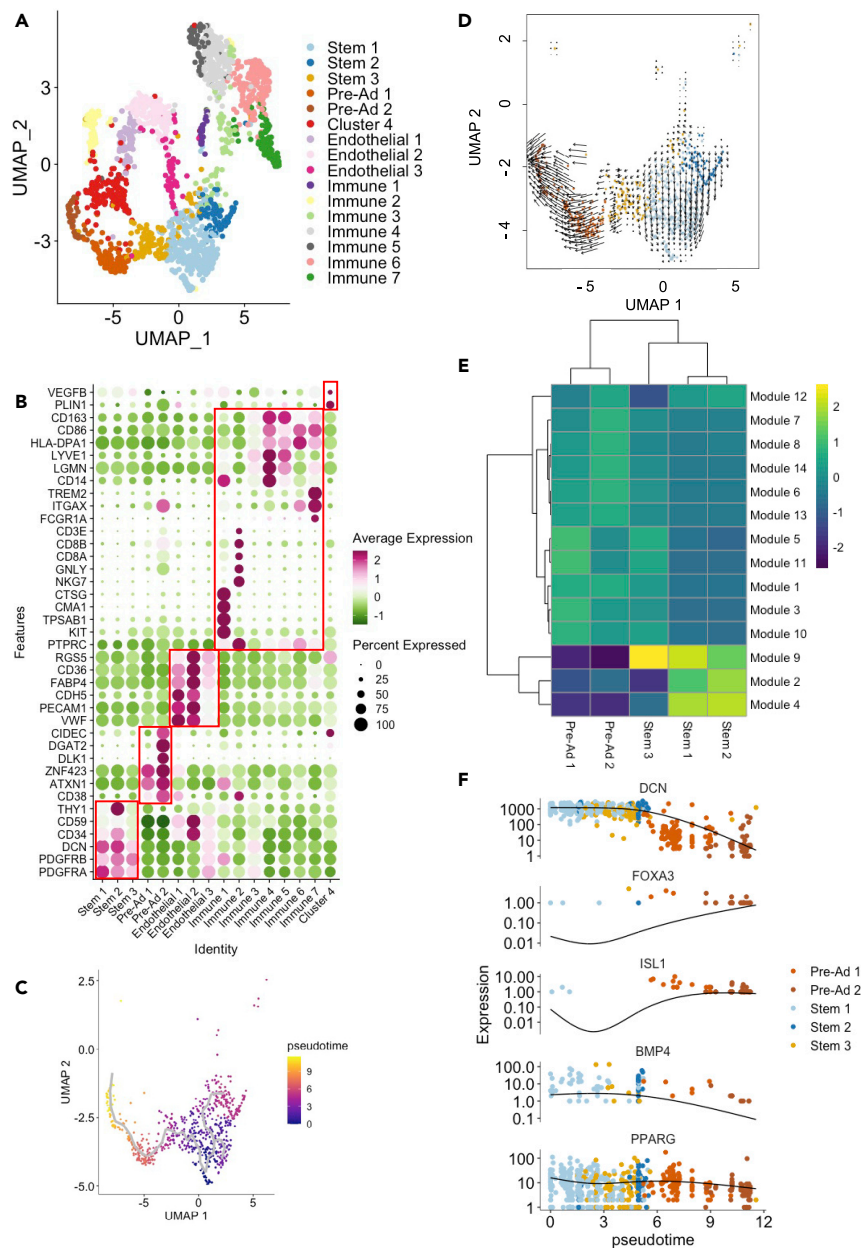 A
UMAP_2
3
0
-3
-5
0
5
UMAP_1
Stem 1
Stem 2
Stem 3
Pre-Ad 1
Pre-Ad 2
Cluster 4
Endothelial 1
Endothelial 2
Endothelial 3
Immune 1
Immune 2
Immune 3
Immune 4
Immune 5
Immune 6
Immune 7
D
UMAP 2
2
0
-2
-4
-5
0
5
UMAP 1
B
Features
VEGFB
PLIN1
CD163
CD86
HLA-DPA1
LYVE1
LGMN
CD14
TREM2
ITGAX
FCGR1A
CD3E
CD8B
CD8A
GNLY
NKG7
CTSG
CMA1
TPSAB1
KIT
PTPRC
RGS5
CD36
FABP4
CDH5
PECAM1
VWF
CIDEC
DGAT2
DLK1
ZNF423
ATXN1
CD38
THY1
CD59
CD34
DCN
PDGFRB
PDGFRA
Stem 1
Stem 2
Stem 3
Pre-Ad 1
Pre-Ad 2
Endothelial 1
Endothelial 2
Endothelial 3
Immune 1
Immune 2
Immune 3
Immune 4
Immune 5
Immune 6
Immune 7
Cluster 4
Identity
Average Expression
2
1
0
-1
Percent Expressed
0
25
50
75
100
E
Module 12
Module 7
Module 8
Module 14
Module 6
Module 13
Module 5
Module 11
Module 1
Module 3
Module 10
Module 9
Module 2
Module 4
Pre-Ad 1
Pre-Ad 2
Stem 3
Stem 1
Stem 2
2
1
0
-1
-2
C
UMAP 2
2.5
0.0
-2.5
-5.0
-5
0
5
UMAP 1
pseudotime
9
6
3
0
F
Expression
DCN
1000
100
10
1
FOXA3
1.00
0.10
0.01
ISL1
10.00
1.00
0.10
0.01
BMP4
100.0
10.0
1.0
0.1
PPARG
100
10
1
0
3
6
9
12
pseudotime
Pre-Ad 1
Pre-Ad 2
Stem 1
Stem 2
Stem 3